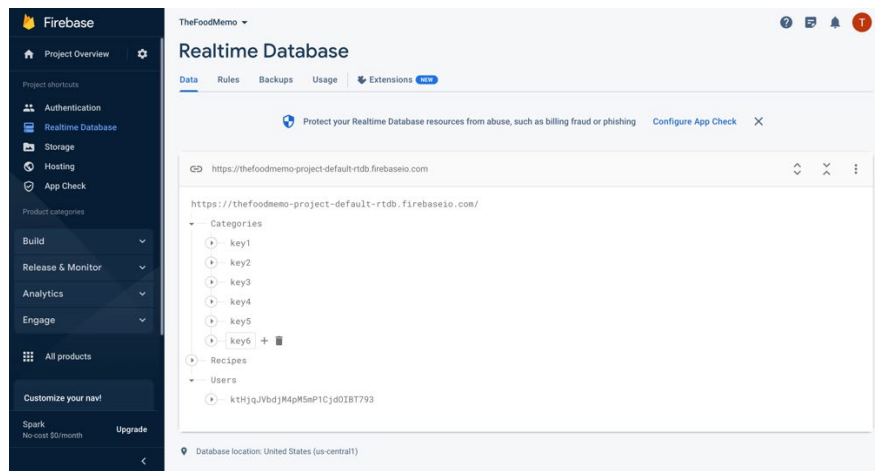 Firebase
Project Overview
Project shortcuts
Authentication
Realtime Database
Storage
Hosting
App Check
Product categories
Build
Release & Monitor
Analytics
Engage
All products
Customize your nav!
Spark
No-cost $0/month
Upgrade
TheFoodMemo
T
Realtime Database
Data Rules Backups Usage Extensions NEW
Protect your Realtime Database resources from abuse, such as billing fraud or phishing Configure App Check
https://thefoodmemo-project-default-rtdb.firebaseio.com
https://thefoodmemo-project-default-rtdb.firebaseio.com/
Categories
key1
key2
key3
key4
key5
key6
Recipes
Users
ktHjqJVbdjM4pM5mP1CjdOIBT793
Database location: United States (us-central1)